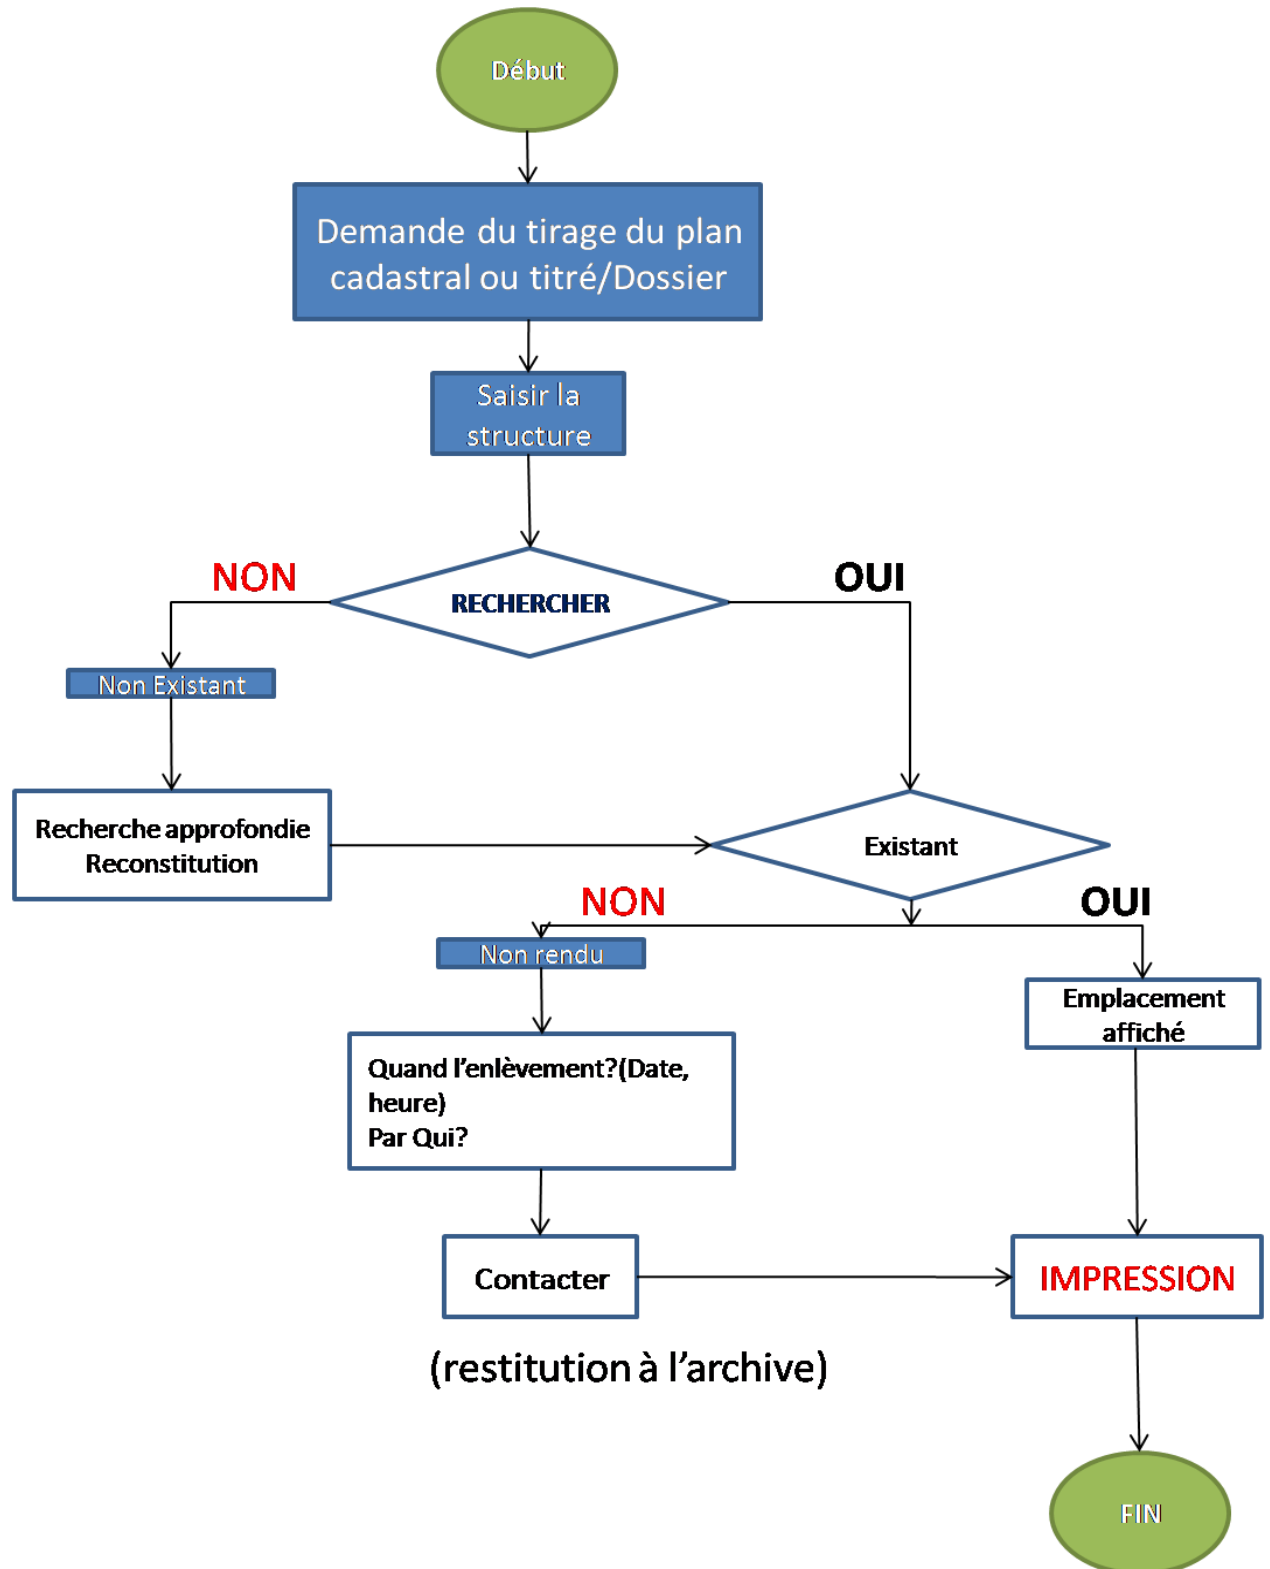 Début
Demande du tirage du plan
cadastral ou titré/Dossier
Saisir la
structure
NON
OUI
RECHERCHER
Non Existant
Recherche approfondie
Reconstitution
Existant
NON
OUI
Non rendu
Emplacement
affiché
Quand l'enlèvement?(Date,
heure)
Par Qui?
Contacter
IMPRESSION
(restitution à l'archive)
FIN